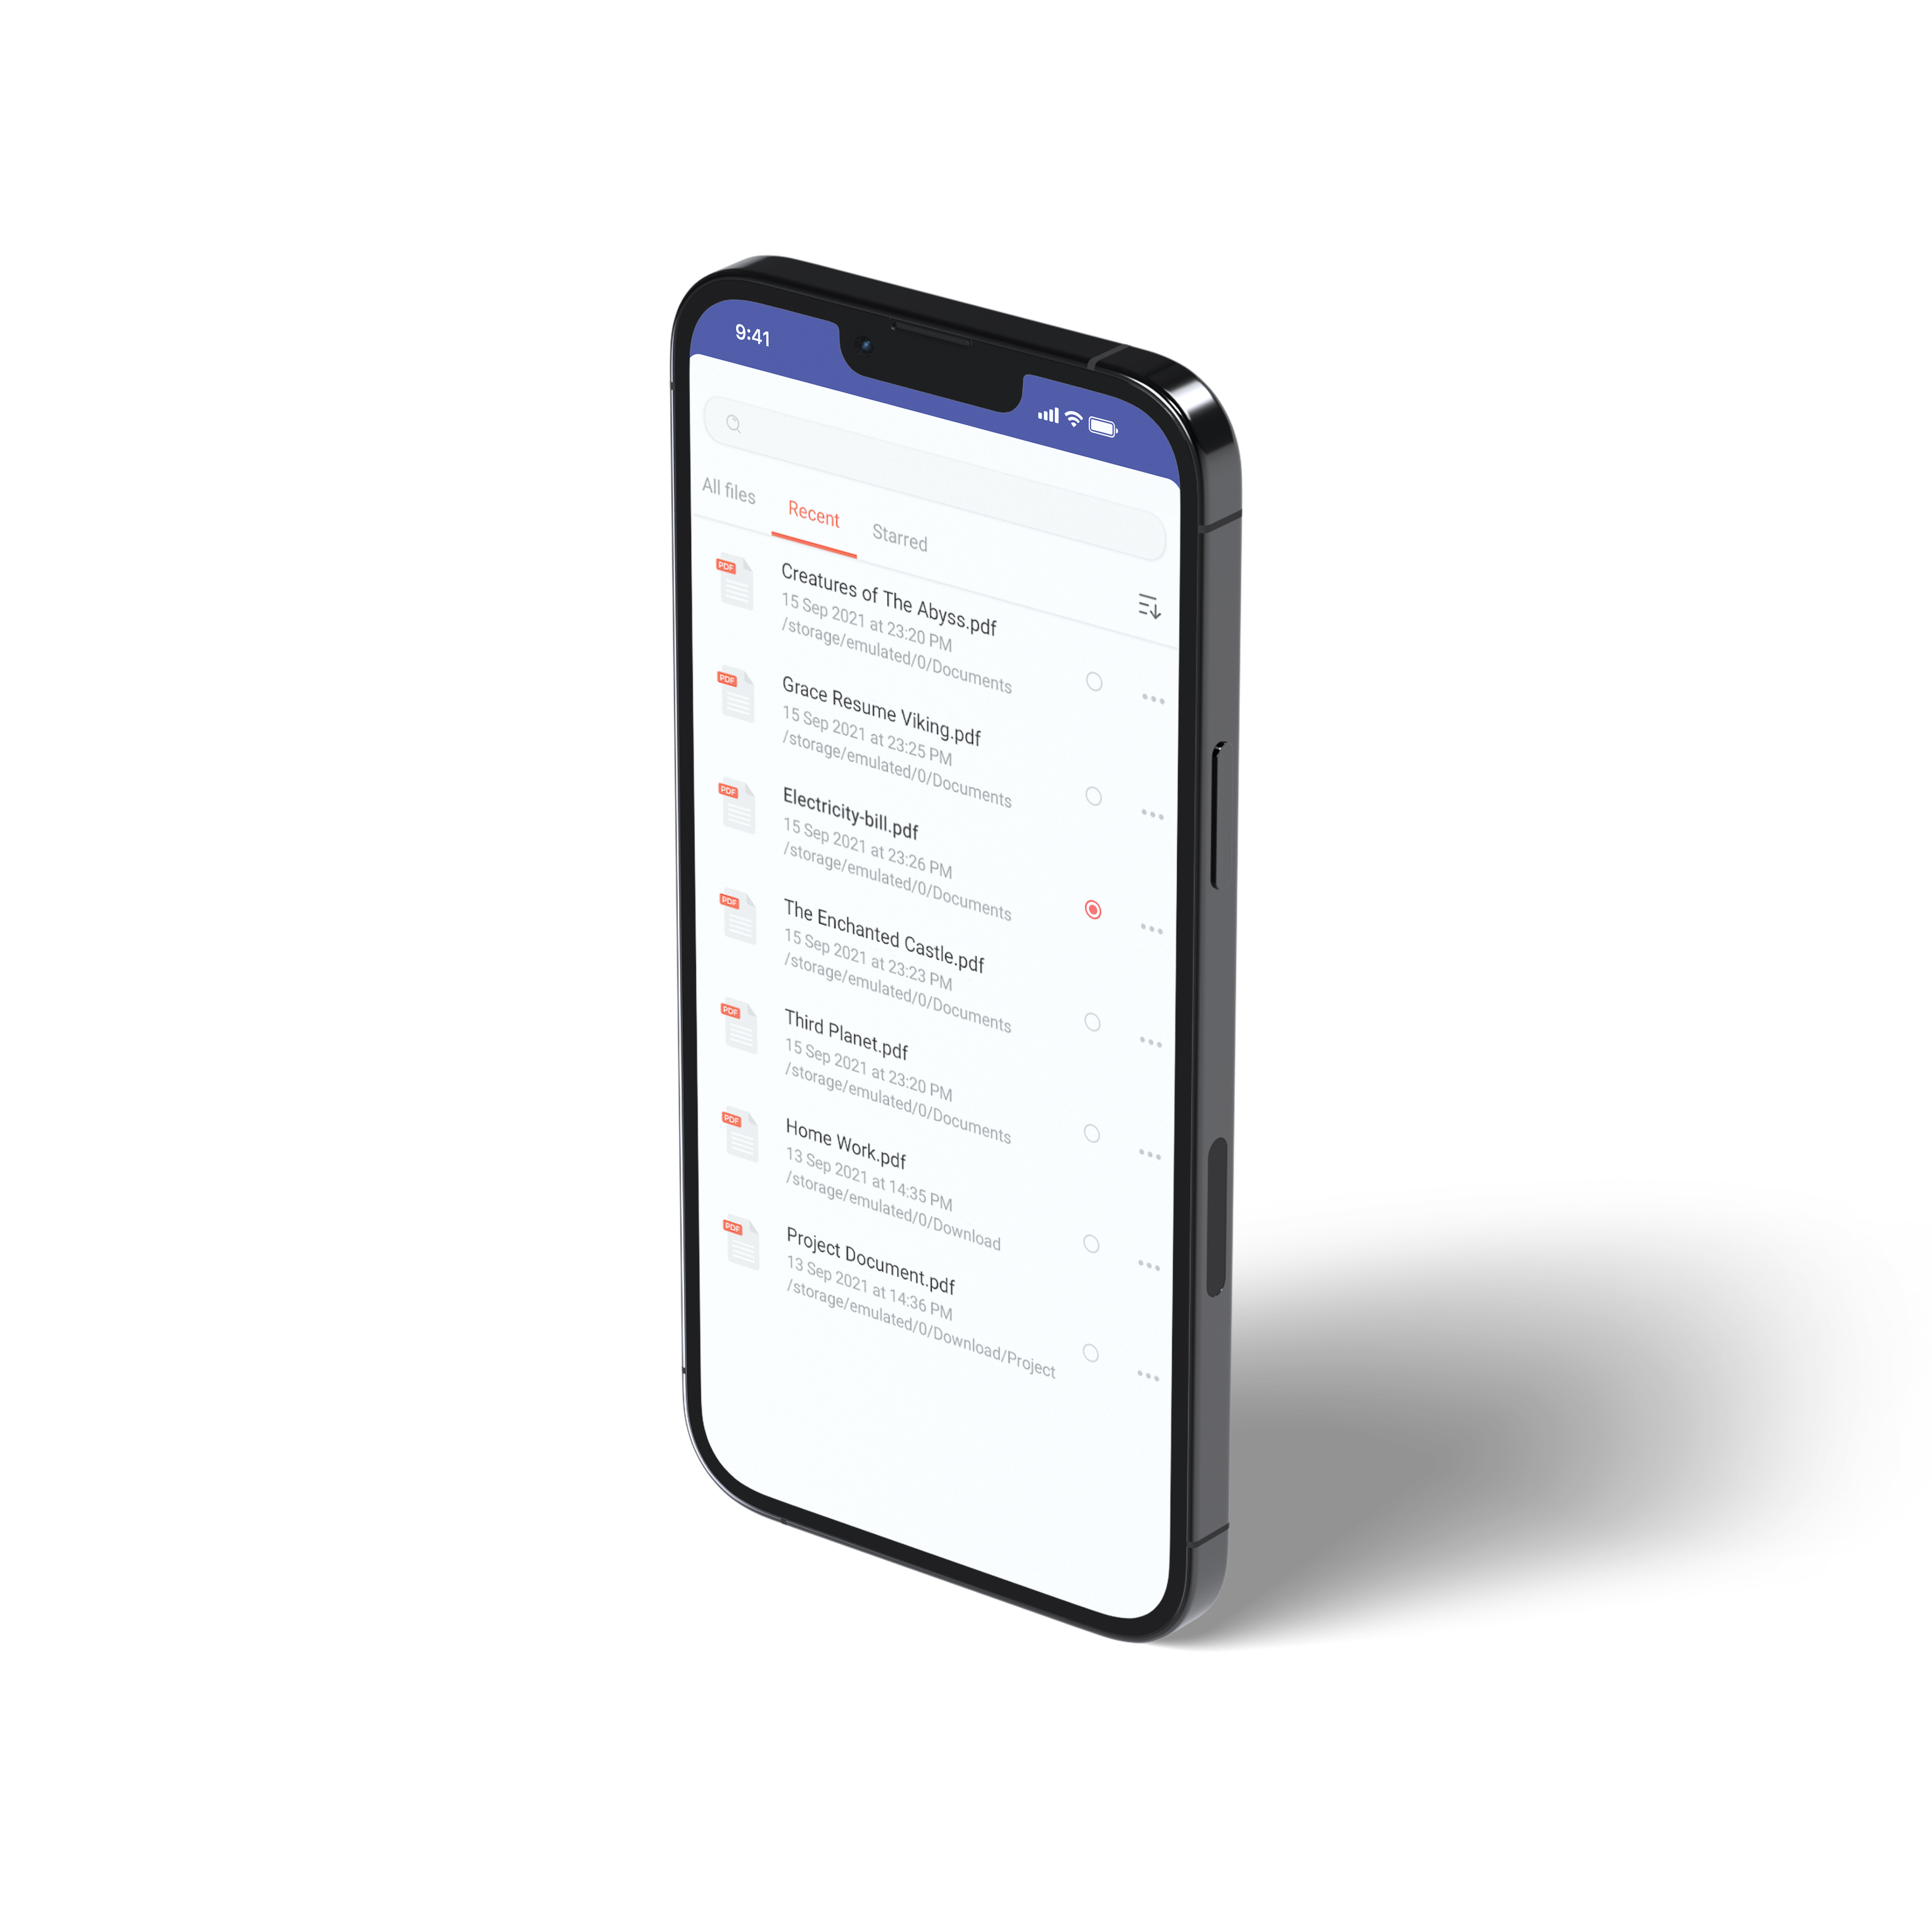 9:41
All files
Recent
Starred
PDF
Creatures of The Abyss.pdf
15 Sep 2021 at 23:20 PM
/storage/emulated/0/Documents
PDF
Grace Resume Viking.pdf
15 Sep 2021 at 23:25 PM
/storage/emulated/0/Documents
PDF
Electricity-bill.pdf
15 Sep 2021 at 23:26 PM
/storage/emulated/0/Documents
PDF
The Enchanted Castle.pdf
15 Sep 2021 at 23:23 PM
/storage/emulated/0/Documents
PDF
Third Planet.pdf
15 Sep 2021 at 23:20 PM
/storage/emulated/0/Documents
PDF
Home Work.pdf
13 Sep 2021 at 14:35 PM
/storage/emulated/0/Download
PDF
Project Document.pdf
13 Sep 2021 at 14:36 PM
/storage/emulated/0/Download/Project